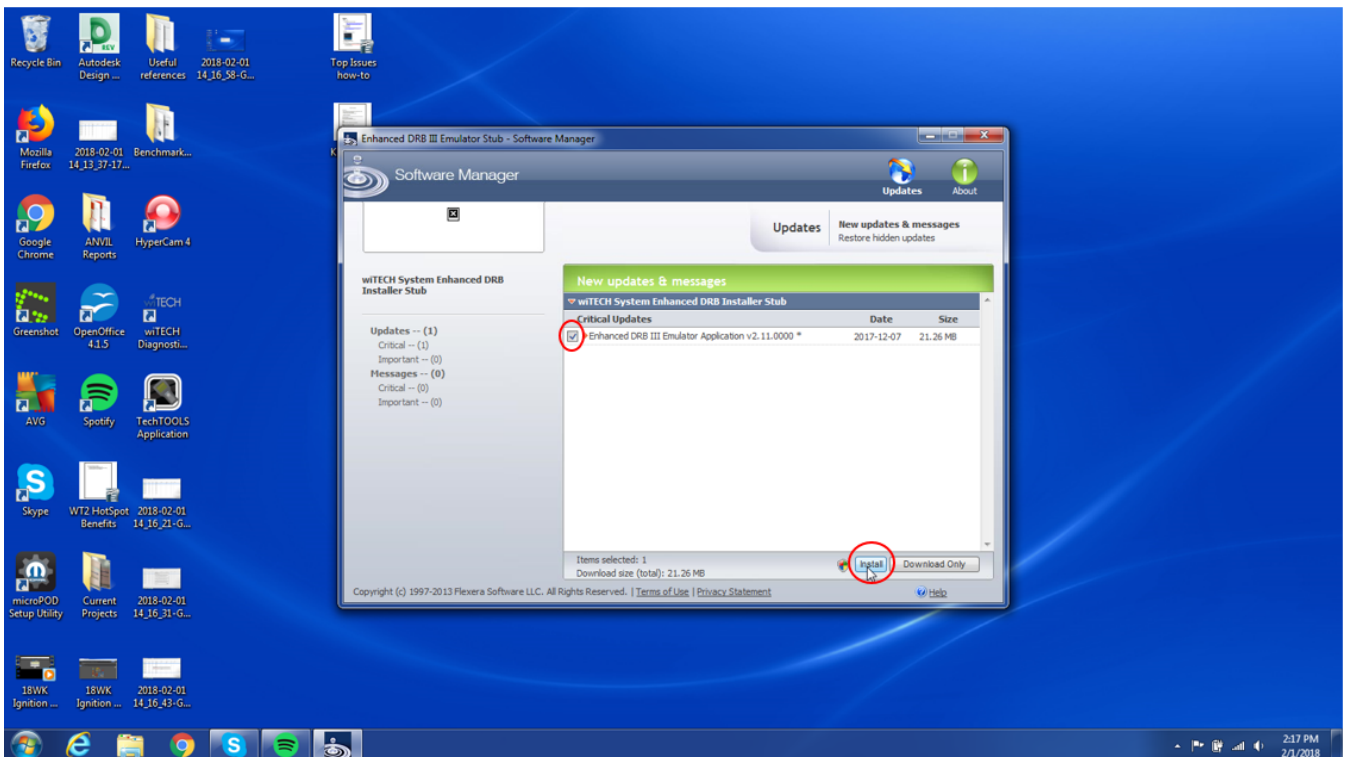 Recycle Bin
Autodesk
Design ...
Useful
references
2018-02-01
14_16_58-G...
Top Issues
how-to
Mozilla
Firefox
2018-02-01
14_13_37-17...
Benchmark...
K
Google
Chrome
ANVIL
Reports
HyperCam 4
Greenshot
OpenOffice
4.1.5
wiTECH
wiTECH
Diagnosti...
AVG
Spotify
TechTOOLS
Application
Skype
WT2 HotSpot
Benefits
2018-02-01
14_16_21-G...
microPOD
Setup Utility
Current
Projects
2018-02-01
14_16_31-G...
18WK
Ignition ...
18WK
Ignition ...
2018-02-01
14_16_43-G...
Enhanced DRB III Emulator Stub - Software Manager
Software Manager
Updates
About
Updates
New updates & messages
Restore hidden updates
wiTECH System Enhanced DRB
Installer Stub
Updates -- (1)
Critical -- (1)
Important -- (0)
Messages -- (0)
Critical -- (0)
Important -- (0)
New updates & messages
wiTECH System Enhanced DRB Installer Stub
Critical Updates Date Size
Enhanced DRB III Emulator Application v2.11.0000 * 2017-12-07 21.26 MB
Items selected: 1
Download size (total): 21.26 MB
Install
Download Only
Copyright (c) 1997-2013 Flexera Software LLC. All Rights Reserved. | Terms of Use | Privacy Statement
Help
2:17 PM
2/1/2018